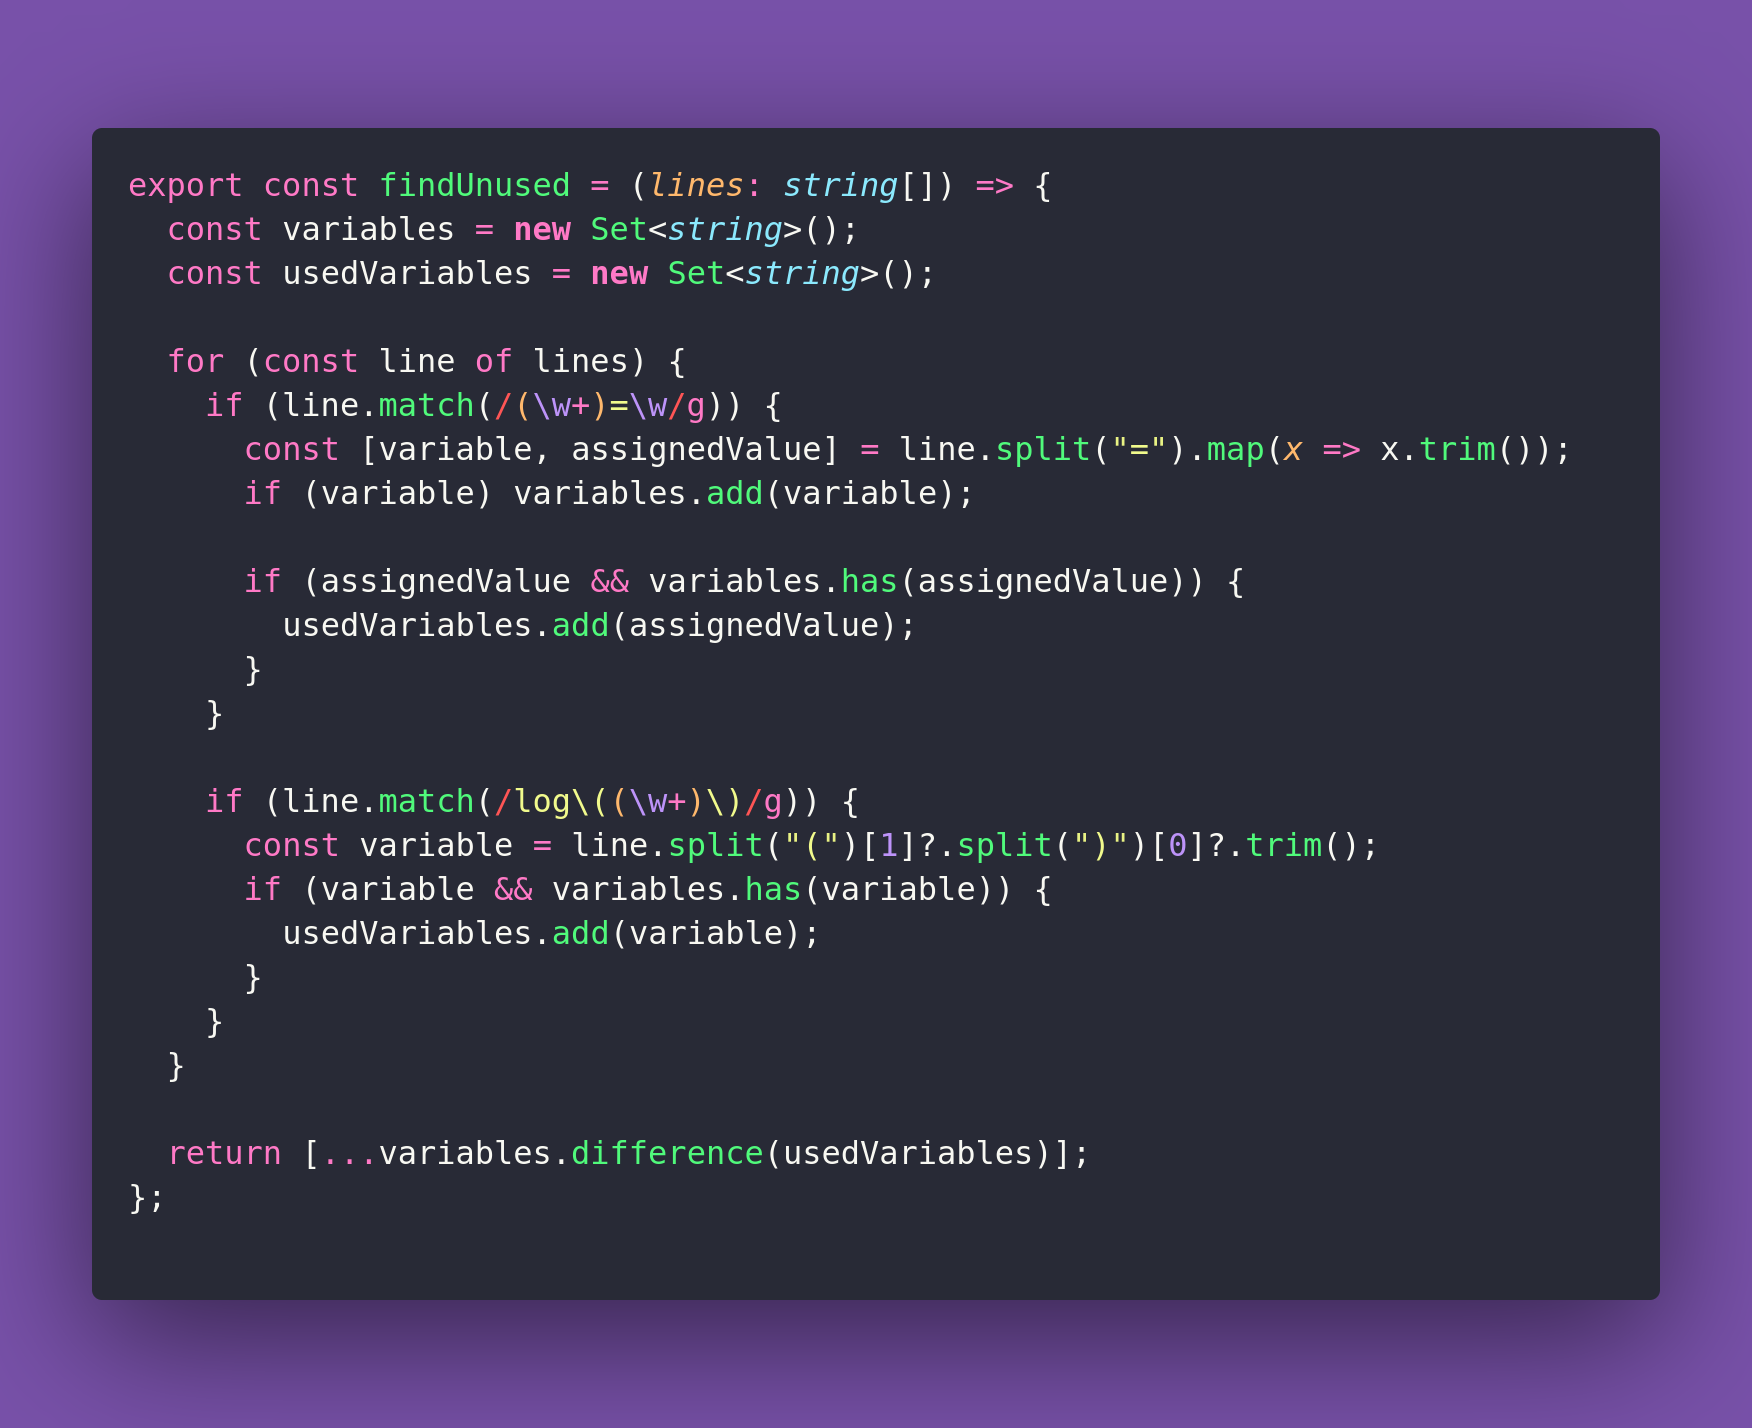 export const findUnused = (lines: string[]) => {
  const variables = new Set<string>();
  const usedVariables = new Set<string>();

  for (const line of lines) {
    if (line.match(/(\w+)=\w/g)) {
      const [variable, assignedValue] = line.split("=").map(x => x.trim());
      if (variable) variables.add(variable);

      if (assignedValue && variables.has(assignedValue)) {
        usedVariables.add(assignedValue);
      }
    }

    if (line.match(/log\((\w+)\)/g)) {
      const variable = line.split("(")[1]?.split(")")[0]?.trim();
      if (variable && variables.has(variable)) {
        usedVariables.add(variable);
      }
    }
  }

  return [...variables.difference(usedVariables)];
};